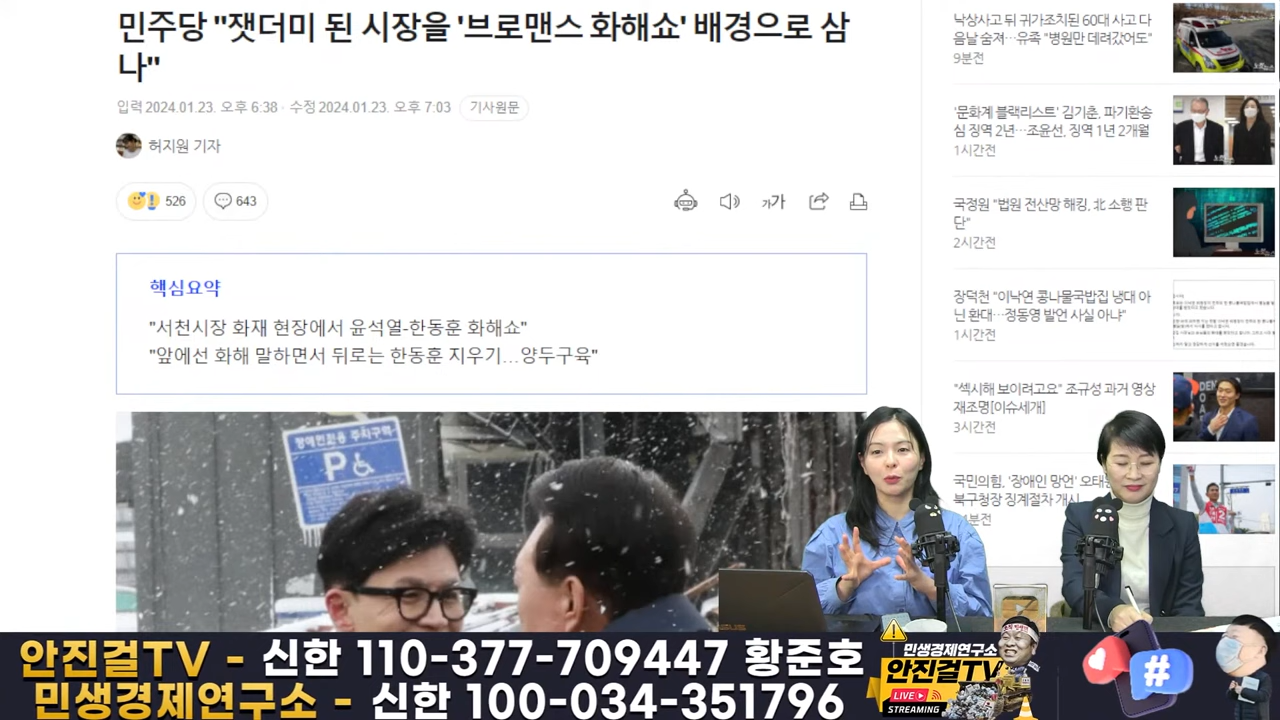 민주당 "잿더미 된 시장을 '브로맨스 화해쇼' 배경으로 삼
나"
입력 2024.01.23. 오후 6:38 · 수정 2024.01.23. 오후 7:03 기사원문
허지원 기자
526 643
가가
핵심요약
"서천시장 화재 현장에서 윤석열-한동훈 화해쇼"
"앞에선 화해 말하면서 뒤로는 한동훈 지우기…양두구육"
P
낙상사고 뒤 귀가조치된 60대 사고 다
음날 숨져…유족 "병원만 데려갔어도"
9분전
'문화계 블랙리스트' 김기춘, 파기환송
심 징역 2년…조윤선, 징역 1년 2개월
1시간전
국정원 "법원 전산망 해킹, 北 소행 판
단"
2시간전
장덕천 "이낙연 콩나물국밥집 냉대 아
닌 환대…정동영 발언 사실 아냐"
1시간전
"섹시해 보이려고요" 조규성 과거 영상
재조명[이슈세개]
3시간전
국민의힘, '장애인 망언' 오태
북구청장 징계절차 개시
분전
안진걸TV - 신한 110-377-709447 황준호
민생경제연구소 - 신한 100-034-351796
민생경제연구소
안진걸TV
LIVE
STREAMING
#